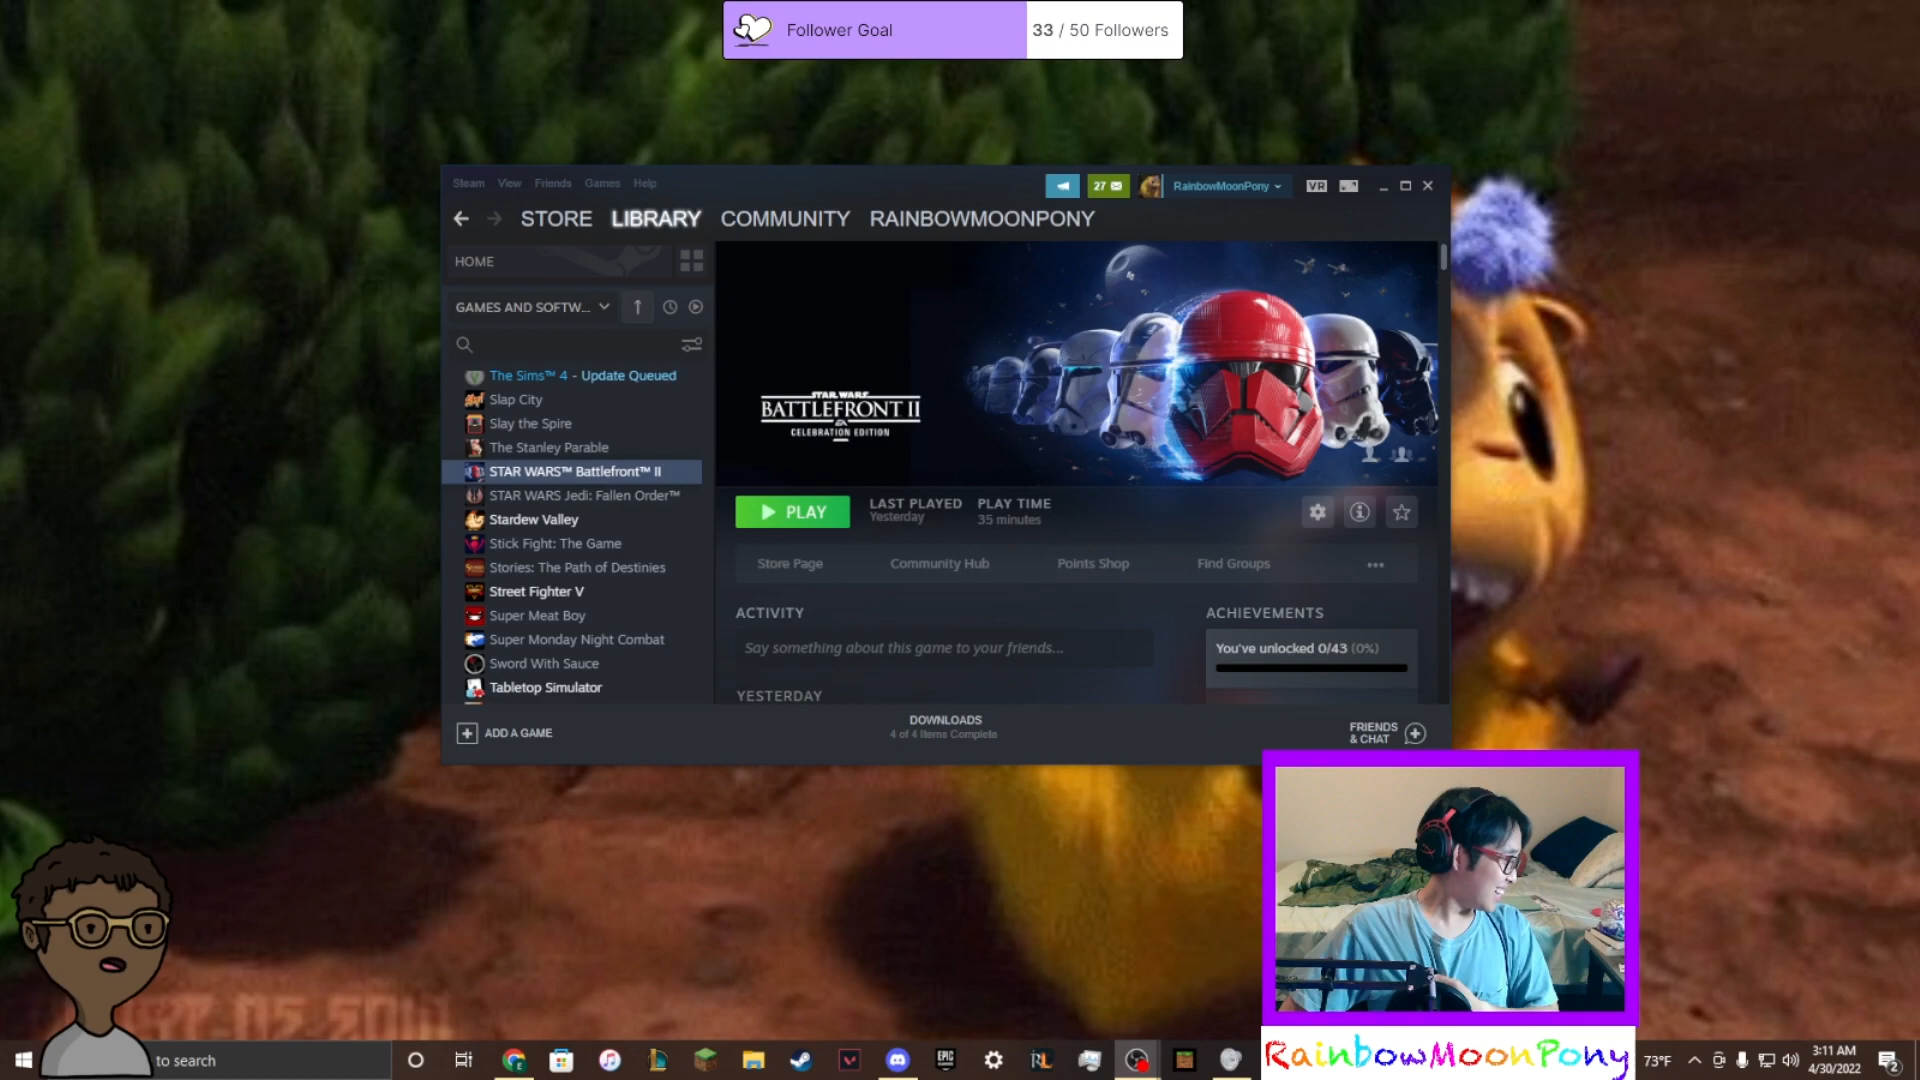 Follower Goal
33 / 50 Followers
Steam View Friends Games Help
27
RainbowMoonPony
VR
STORE LIBRARY COMMUNITY RAINBOWMOONPONY
HOME
GAMES AND SOFTW...
The Sims™ 4 - Update Queued
Slap City
Slay the Spire
The Stanley Parable
STAR WARS™ Battlefront™ II
STAR WARS Jedi: Fallen Order™
Stardew Valley
Stick Fight: The Game
Stories: The Path of Destinies
Street Fighter V
Super Meat Boy
Super Monday Night Combat
Sword With Sauce
Tabletop Simulator
ADD A GAME
STAR WARS
BATTLEFRONT II
CELEBRATION EDITION
PLAY
LAST PLAYED
Yesterday
PLAY TIME
35 minutes
Store Page Community Hub Points Shop Find Groups
ACTIVITY
Say something about this game to your friends...
YESTERDAY
ACHIEVEMENTS
You've unlocked 0/43 (0%)
DOWNLOADS
4 of 4 Items Complete
FRIENDS
& CHAT
to search
EPIC
RL
RainbowMoonPony
73°F
3:11 AM
4/30/2022
2